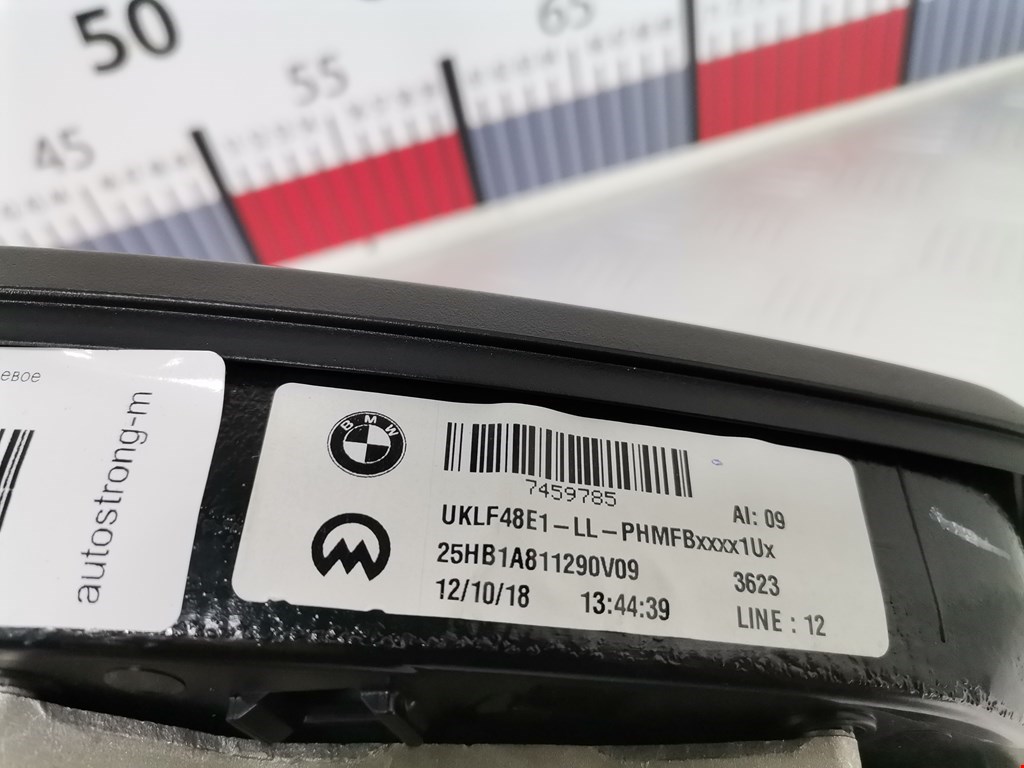 50
65
55
45
евое
autostrong-m
BMW
7459785
AI: 09
UKLF48E1-LL-PHMFBxxxx1Ux
25HB1A811290V09
3623
12/10/18 13:44:39
LINE : 12